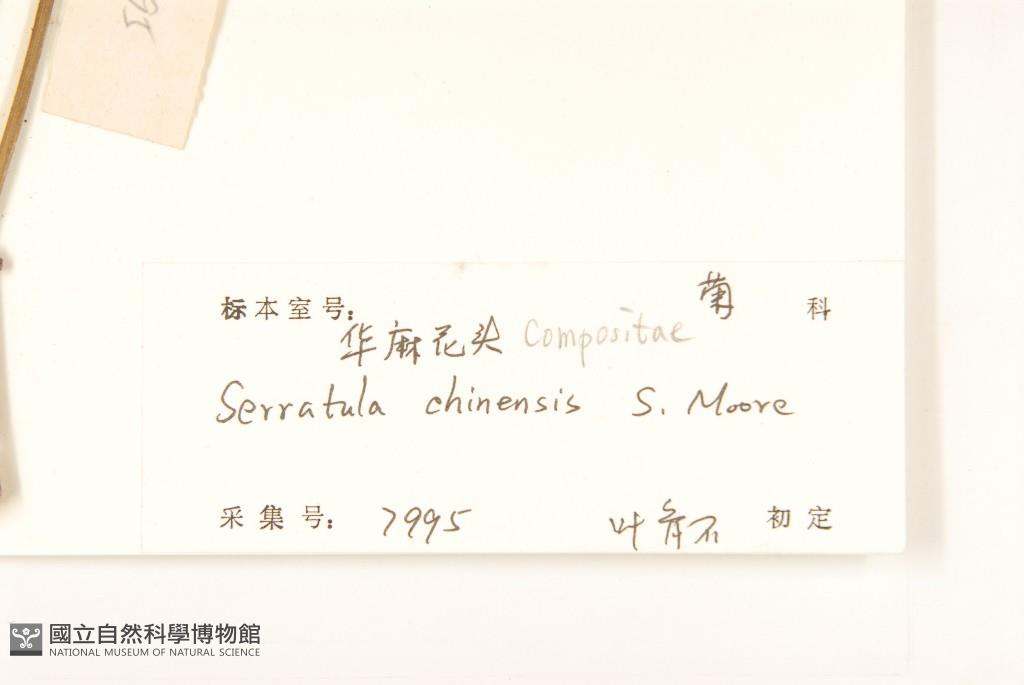 标本室号: 菊 科
华麻花头 Compositae
Serratula chinensis S. Moore
采集号: 7995 叶 初定
國立自然科學博物館
NATIONAL MUSEUM OF NATURAL SCIENCE